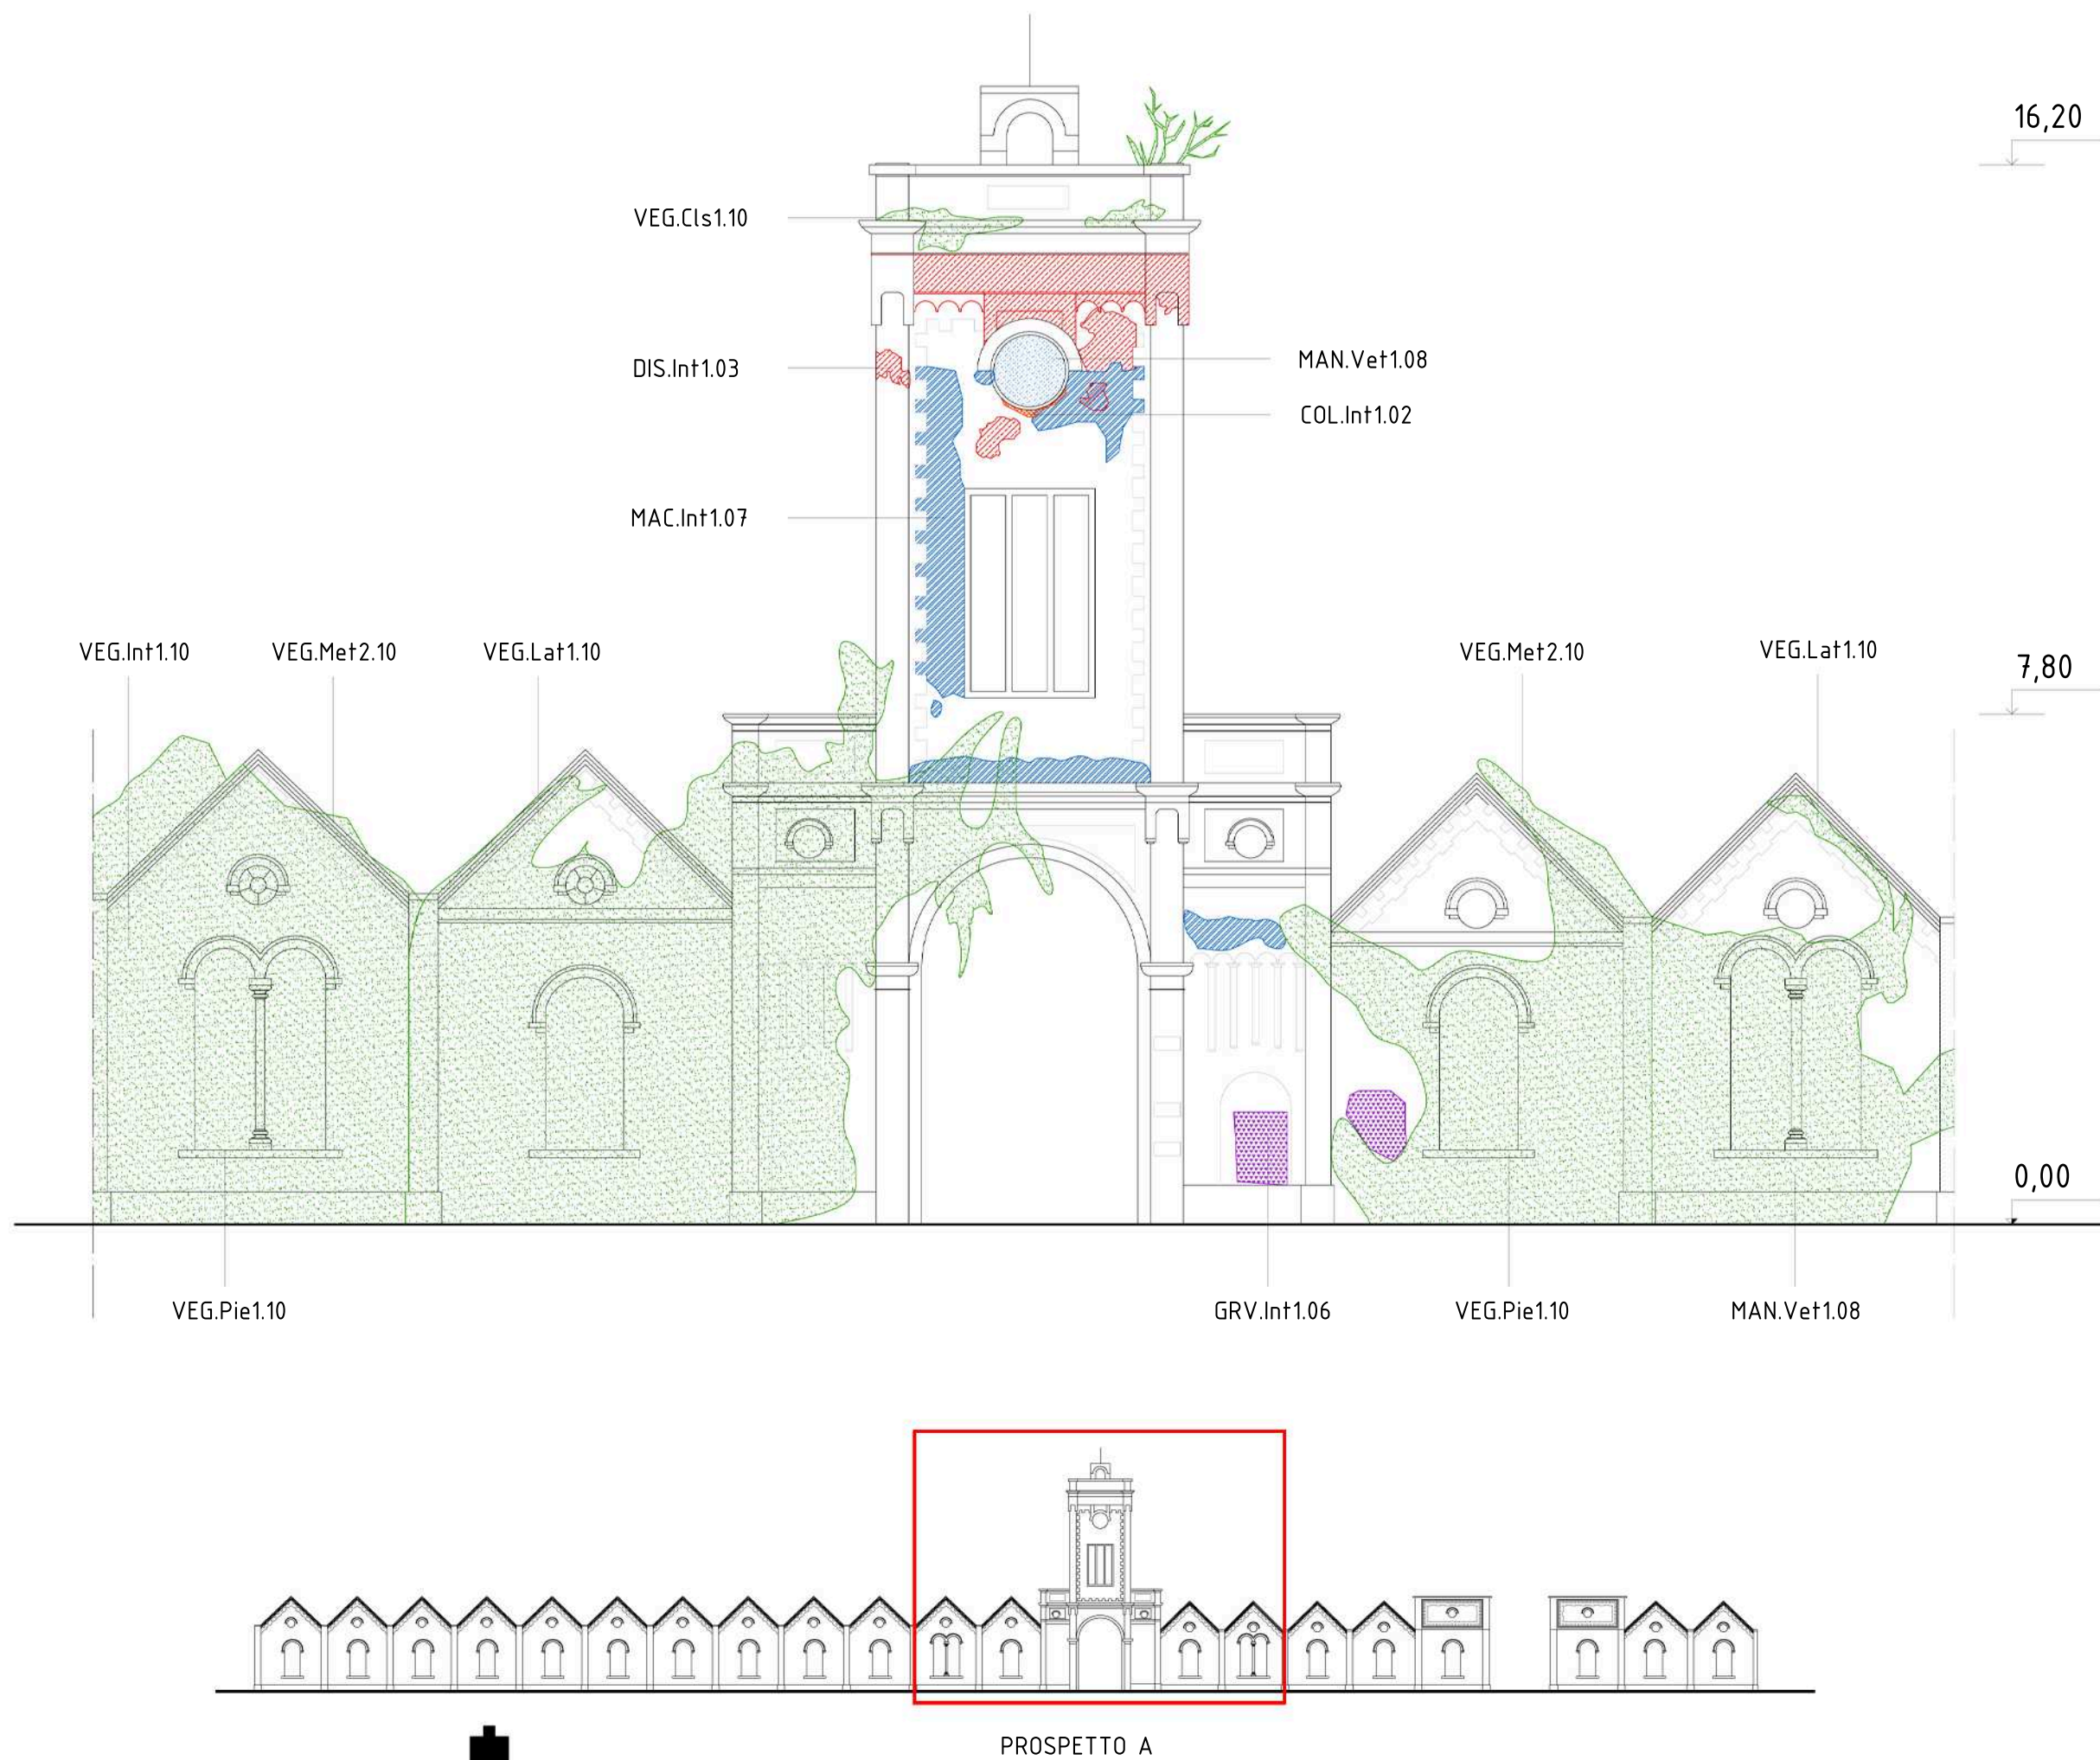 16,20
VEG.Cls1.10
DIS.Int1.03
MAN.Vet1.08
COL.Int1.02
MAC.Int1.07
VEG.Int1.10
VEG.Met2.10
VEG.Lat1.10
VEG.Met2.10
VEG.Lat1.10
7,80
0,00
VEG.Pie1.10
GRV.Int1.06
VEG.Pie1.10
MAN.Vet1.08
PROSPETTO A